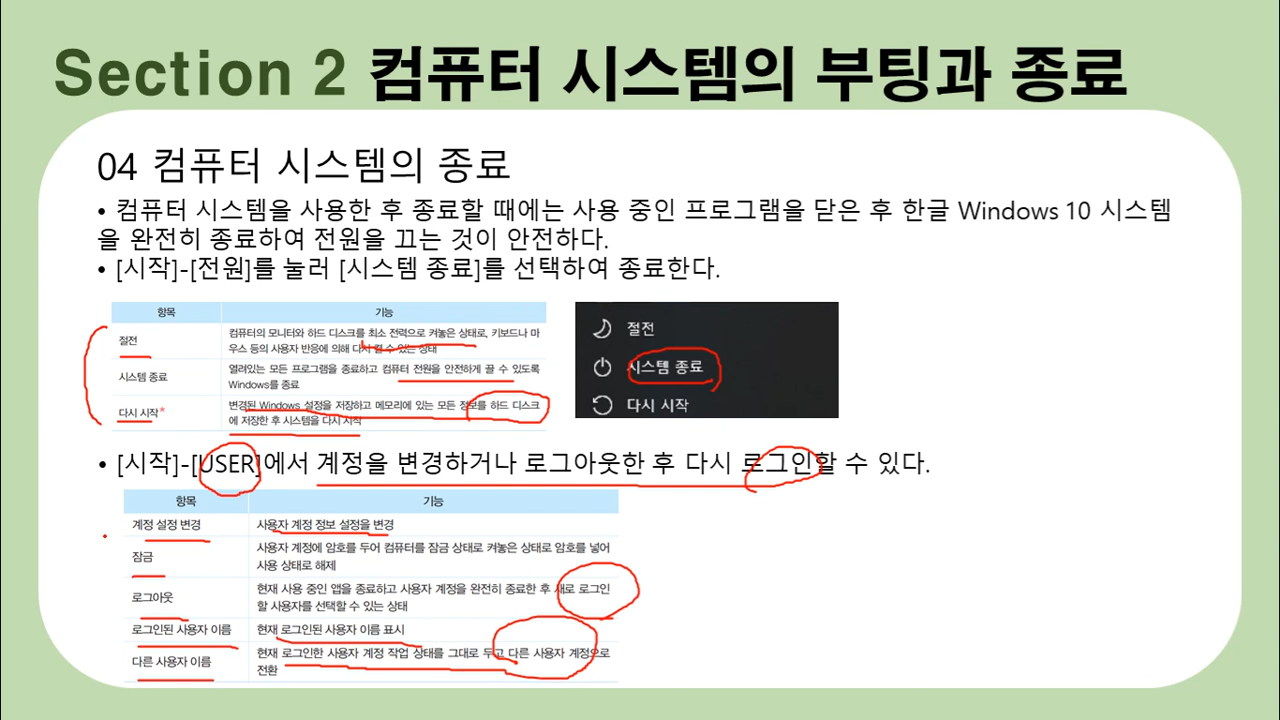 Section 2 컴퓨터 시스템의 부팅과 종료
04 컴퓨터 시스템의 종료
• 컴퓨터 시스템을 사용한 후 종료할 때에는 사용 중인 프로그램을 닫은 후 한글 Windows 10 시스템
을 완전히 종료하여 전원을 끄는 것이 안전하다.
• [시작]-[전원]를 눌러 [시스템 종료]를 선택하여 종료한다.
항목 기능
절전 컴퓨터의 모니터와 하드 디스크를 최소 전력으로 켜놓은 상태로, 키보드나 마
우스 등의 사용자 반응에 의해 다시 켤 수 있는 상태
시스템 종료 열려있는 모든 프로그램을 종료하고 컴퓨터 전원을 안전하게 끌 수 있도록
Windows를 종료
다시 시작* 변경된 Windows 설정을 저장하고 메모리에 있는 모든 정보를 하드 디스크
에 저장한 후 시스템을 다시 시작
절전
시스템 종료
다시 시작
• [시작]-[USER]에서 계정을 변경하거나 로그아웃한 후 다시 로그인할 수 있다.
항목 기능
계정 설정 변경 사용자 계정 정보 설정을 변경
잠금 사용자 계정에 암호를 두어 컴퓨터를 잠금 상태로 켜놓은 상태로 암호를 넣어
사용 상태로 해제
로그아웃 현재 사용 중인 앱을 종료하고 사용자 계정을 완전히 종료한 후 새로 로그인
할 사용자를 선택할 수 있는 상태
로그인된 사용자 이름 현재 로그인된 사용자 이름 표시
다른 사용자 이름 현재 로그인한 사용자 계정 작업 상태를 그대로 두고 다른 사용자 계정으로
전환